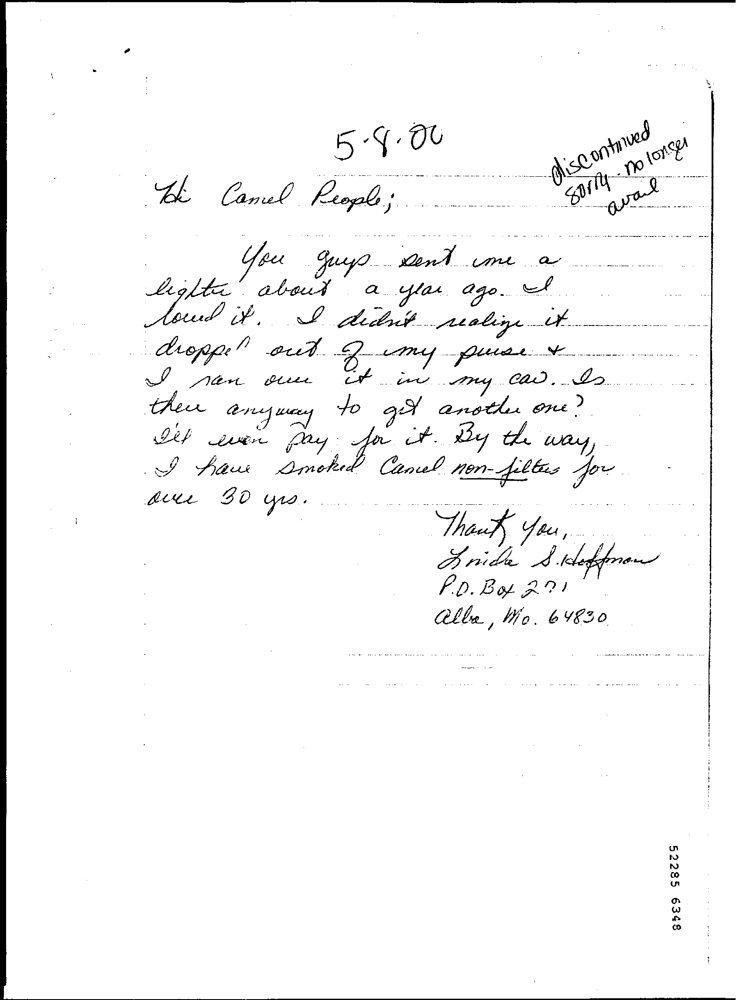 5-8-00
discontinued
sorry - no longer
avail
Hi Camel People;
You guys sent me a
lighter about a year ago. I
loved it. I didn't realize it
dropped out of my purse &
I ran over it in my car. Is
there anyway to get another one?
I'll even pay for it. By the way,
I have smoked Camel non-filters for
over 30 yrs.
Thank you,
Linda S. Hoffman
P.O. Box 271
Alba, Mo. 64830
52285 6348